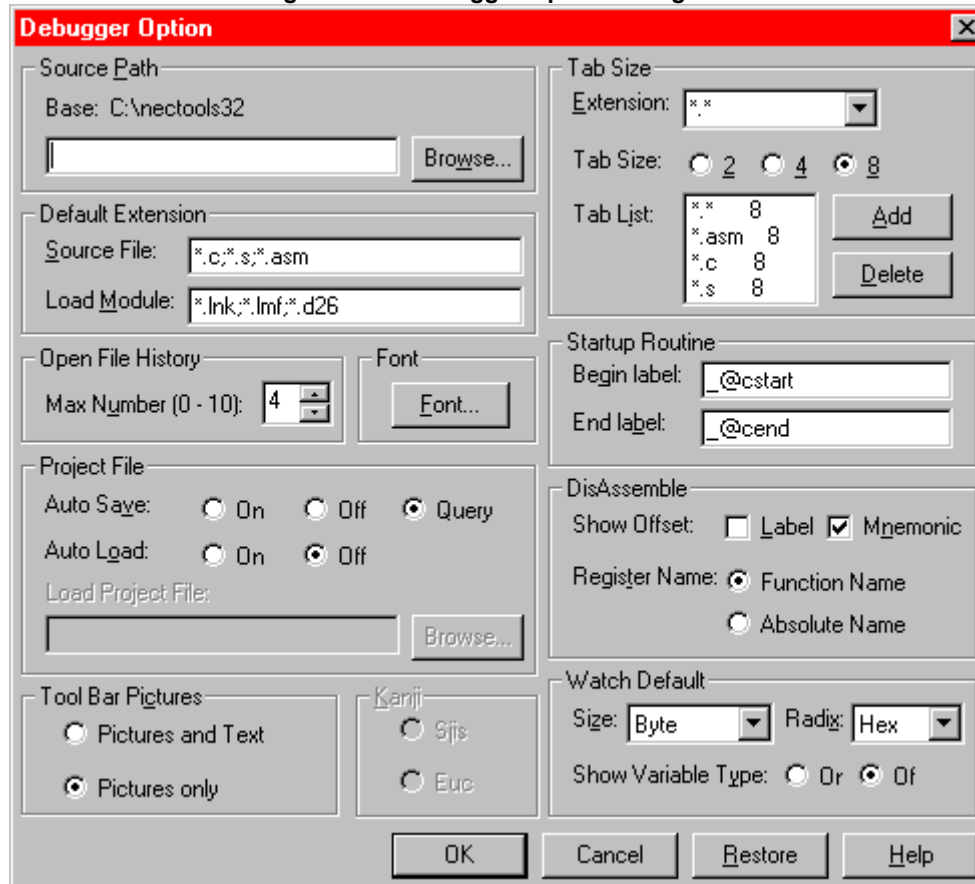 Debugger Option
Source Path
Base: C:\nectools32
Browse...
Default Extension
Source File: *.c;*.s;*.asm
Load Module: *.lnk;*.lmf;*.d26
Open File History
Max Number (0 - 10): 4
Font
Font...
Project File
Auto Save: On Off Query
Auto Load: On Off
Load Project File:
Browse...
Tool Bar Pictures
Pictures and Text
Pictures only
Kanji
Sjis
Euc
Tab Size
Extension: *.*
Tab Size: 2 4 8
Tab List:
*.* 8
*.asm 8
*.c 8
*.s 8
Add
Delete
Startup Routine
Begin label: _@cstart
End label: _@cend
DisAssemble
Show Offset: Label Mnemonic
Register Name: Function Name
Absolute Name
Watch Default
Size: Byte Radix: Hex
Show Variable Type: Or Of
OK Cancel Restore Help